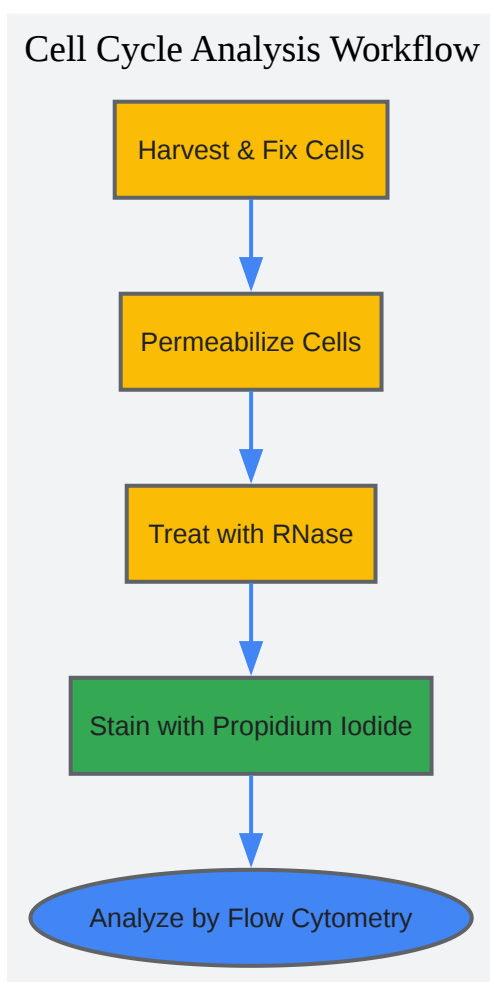 Cell Cycle Analysis Workflow
Harvest & Fix Cells
Permeabilize Cells
Treat with RNase
Stain with Propidium Iodide
Analyze by Flow Cytometry